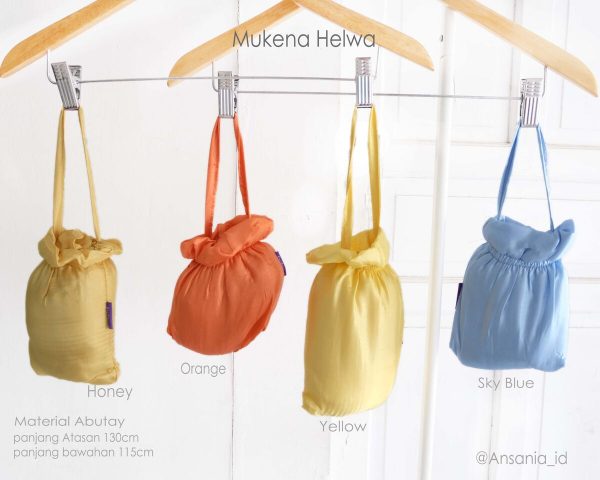 Mukena Helwa
Honey
Orange
Yellow
Sky Blue
Material Abutay
panjang Atasan 130cm
panjang bawahan 115cm
@Ansania_id